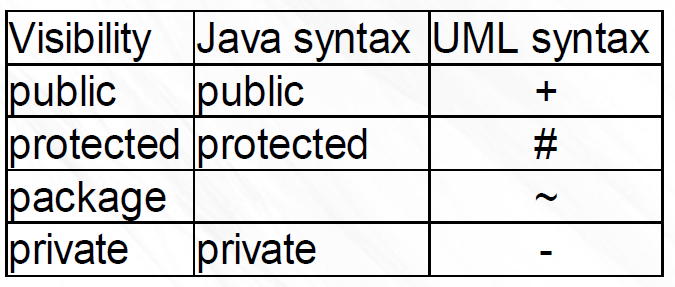 Visibility Java syntax UML syntax
public public +
protected protected #
package ~
private private -